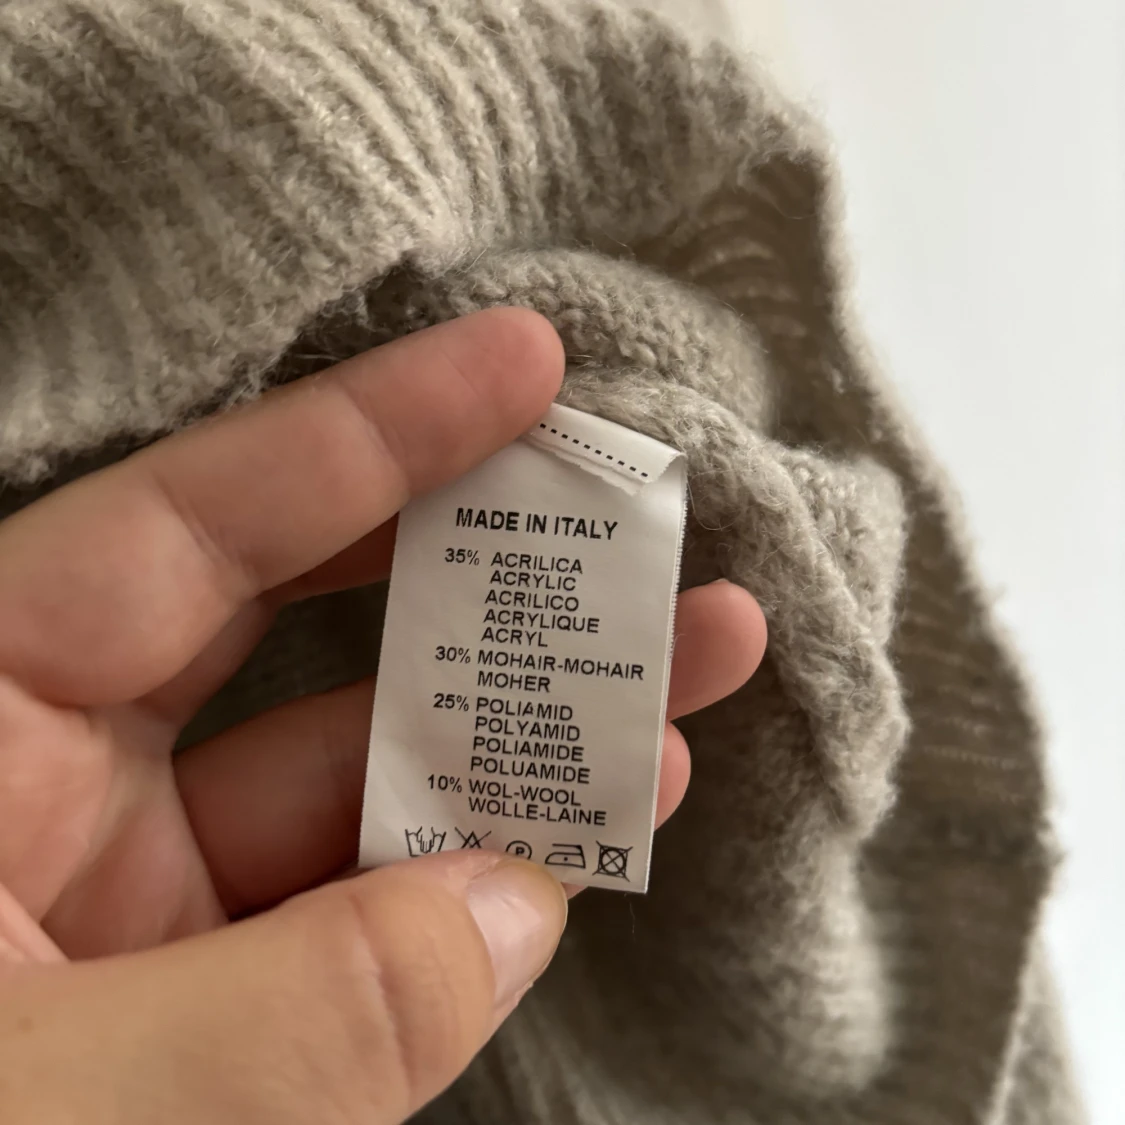 MADE IN ITALY
35% ACRILICA
ACRYLIC
ACRILICO
ACRYLIQUE
ACRYL
30% MOHAIR-MOHAIR
MOHER
25% POLIAMID
POLYAMID
POLIAMIDE
POLUAMIDE
10% WOL-WOOL
WOLLE-LAINE
P